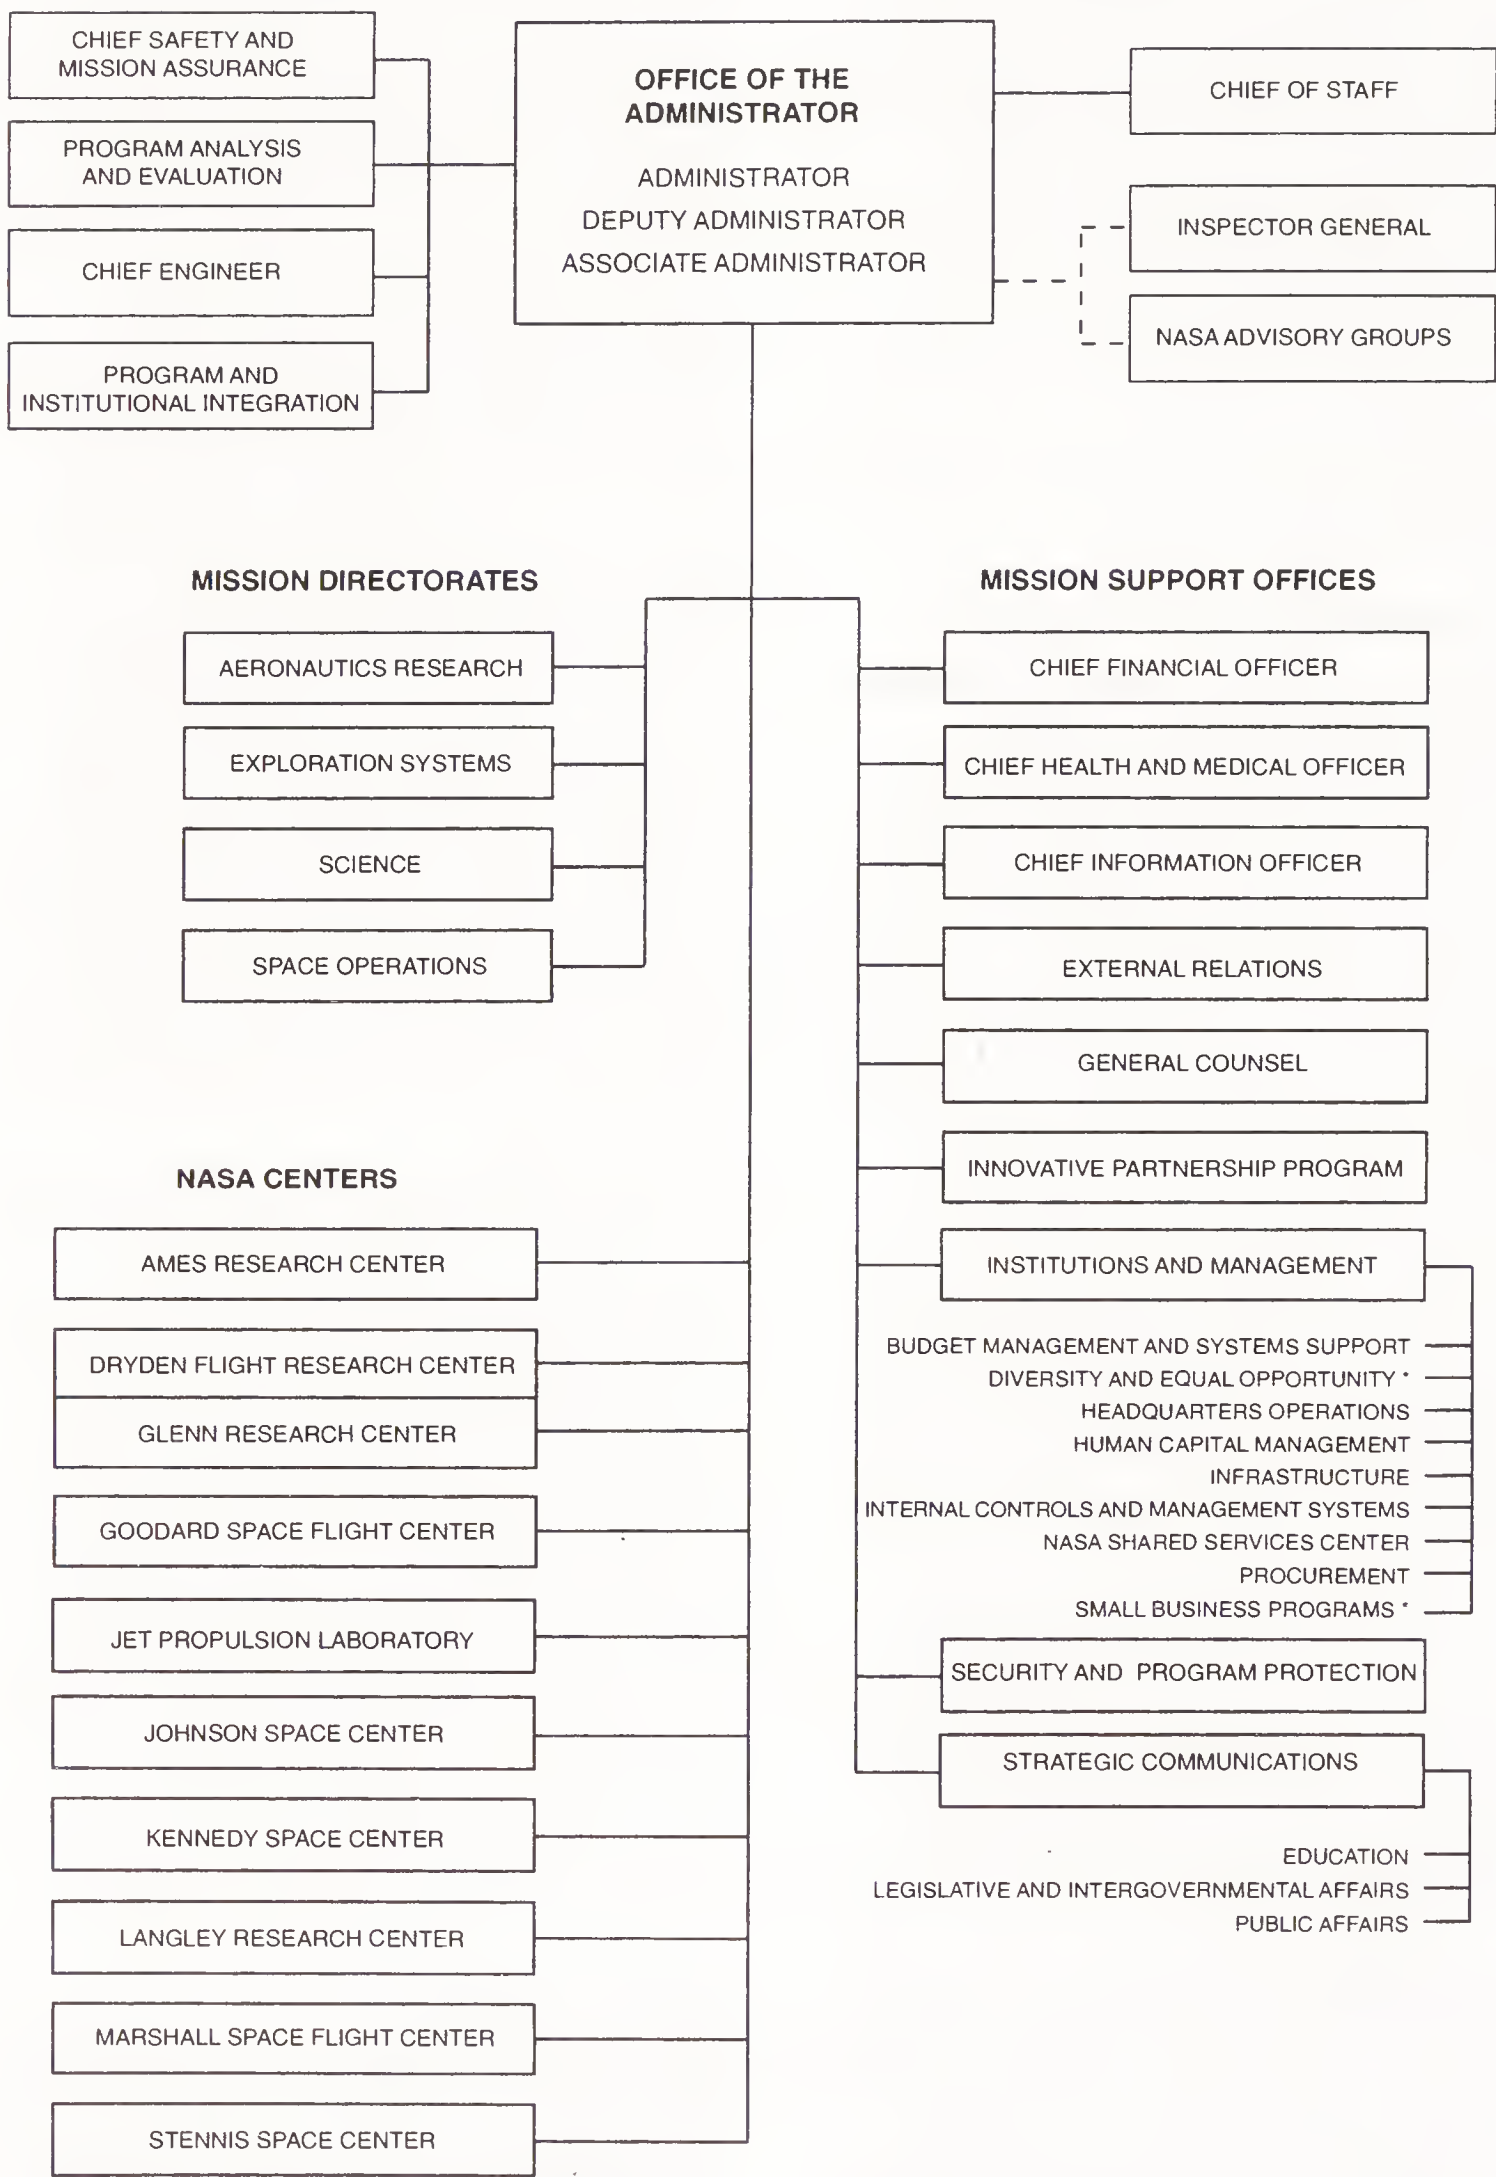 CHIEF SAFETY AND
MISSION ASSURANCE
PROGRAM ANALYSIS
AND EVALUATION
CHIEF ENGINEER
PROGRAM AND
INSTITUTIONAL INTEGRATION
OFFICE OF THE
ADMINISTRATOR
ADMINISTRATOR
DEPUTY ADMINISTRATOR
ASSOCIATE ADMINISTRATOR
CHIEF OF STAFF
INSPECTOR GENERAL
NASA ADVISORY GROUPS
MISSION DIRECTORATES
AERONAUTICS RESEARCH
EXPLORATION SYSTEMS
SCIENCE
SPACE OPERATIONS
NASA CENTERS
AMES RESEARCH CENTER
DRYDEN FLIGHT RESEARCH CENTER
GLENN RESEARCH CENTER
GOODARD SPACE FLIGHT CENTER
JET PROPULSION LABORATORY
JOHNSON SPACE CENTER
KENNEDY SPACE CENTER
LANGLEY RESEARCH CENTER
MARSHALL SPACE FLIGHT CENTER
STENNIS SPACE CENTER
MISSION SUPPORT OFFICES
CHIEF FINANCIAL OFFICER
CHIEF HEALTH AND MEDICAL OFFICER
CHIEF INFORMATION OFFICER
EXTERNAL RELATIONS
GENERAL COUNSEL
INNOVATIVE PARTNERSHIP PROGRAM
INSTITUTIONS AND MANAGEMENT
BUDGET MANAGEMENT AND SYSTEMS SUPPORT
DIVERSITY AND EQUAL OPPORTUNITY *
HEADQUARTERS OPERATIONS
HUMAN CAPITAL MANAGEMENT
INFRASTRUCTURE
INTERNAL CONTROLS AND MANAGEMENT SYSTEMS
NASA SHARED SERVICES CENTER
PROCUREMENT
SMALL BUSINESS PROGRAMS *
SECURITY AND PROGRAM PROTECTION
STRATEGIC COMMUNICATIONS
EDUCATION
LEGISLATIVE AND INTERGOVERNMENTAL AFFAIRS
PUBLIC AFFAIRS